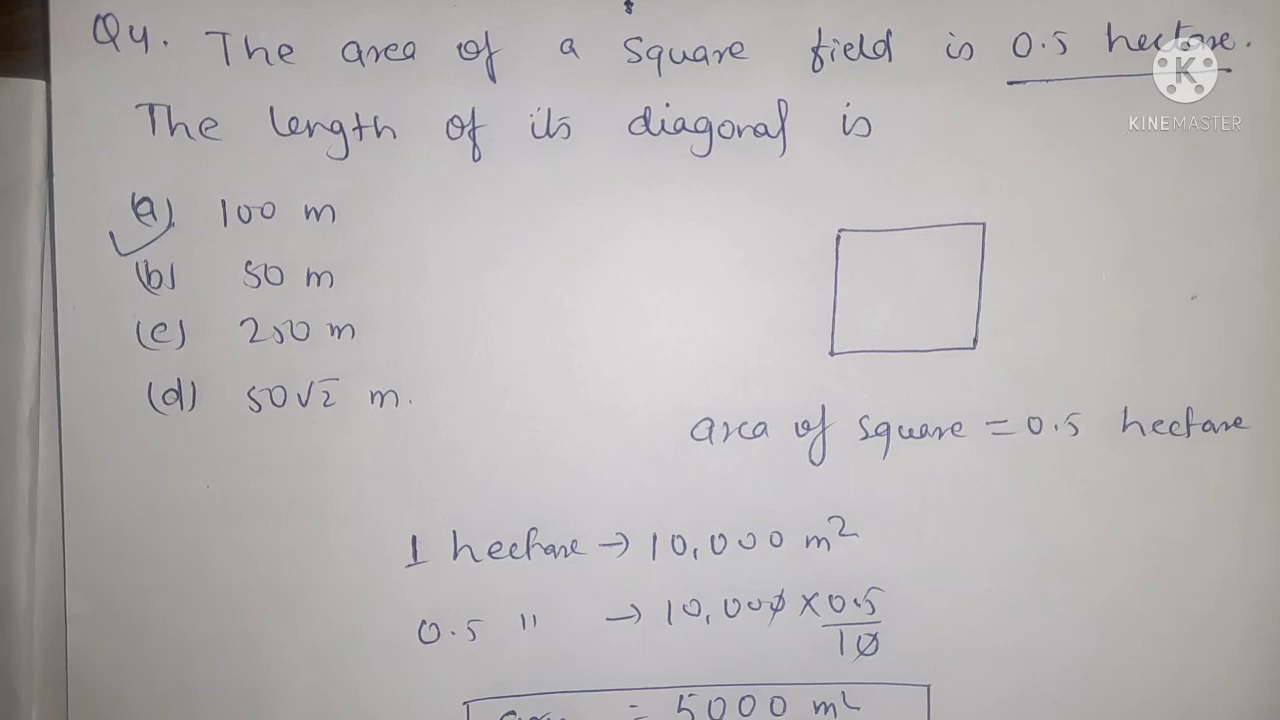 Q4. The area of a square field is 0.5 hectare.
The length of its diagonal is
(a) 100 m
(b) 50 m
(c) 250 m
(d) 50√2 m.
area of square = 0.5 hectare
1 hectare → 10,000 m²
0.5 " → 10,000 × 0.5
10
= 5000 m²
K
KINEMASTER